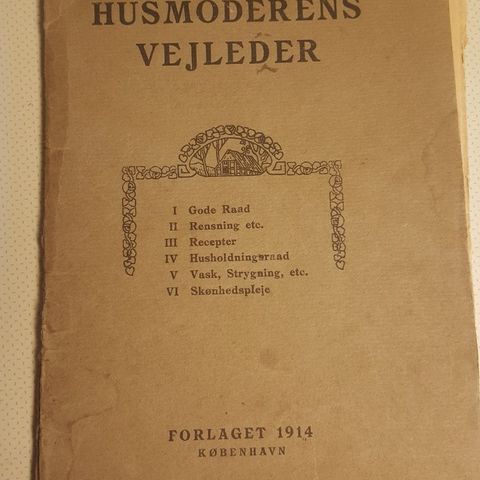 HUSMODERENS
VEJLEDER
I Gode Raad
II Rensning etc.
III Recepter
IV Husholdningsraad
V Vask, Strygning, etc.
VI Skønhedspleje
FORLAGET 1914
KØBENHAVN